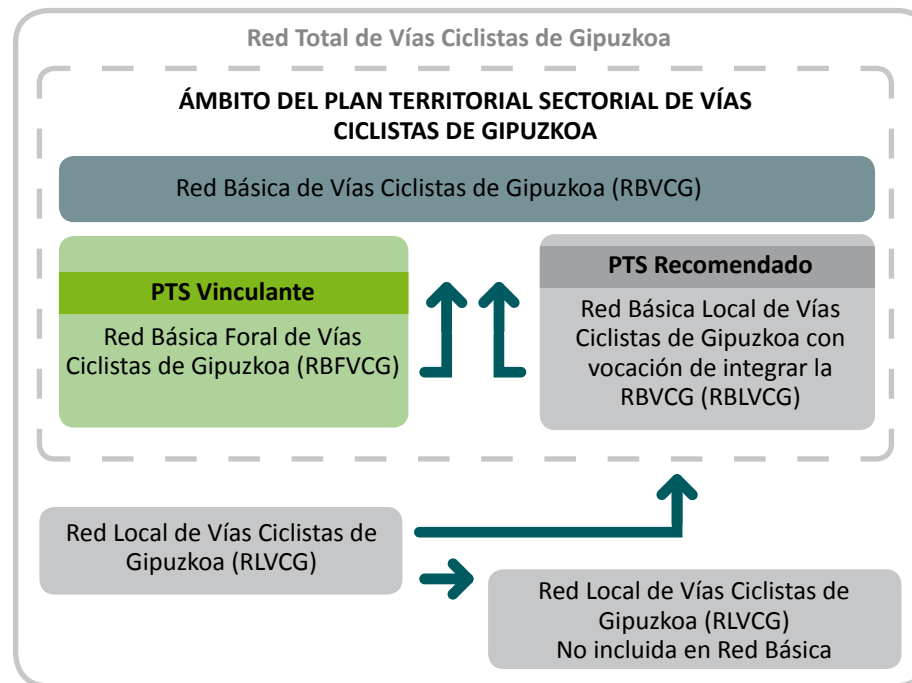 Red Total de Vías Ciclistas de Gipuzkoa
ÁMBITO DEL PLAN TERRITORIAL SECTORIAL DE VÍAS
CICLISTAS DE GIPUZKOA
Red Básica de Vías Ciclistas de Gipuzkoa (RBVCG)
PTS Vinculante
Red Básica Foral de Vías
Ciclistas de Gipuzkoa (RBFVCG)
PTS Recomendado
Red Básica Local de Vías
Ciclistas de Gipuzkoa con
vocación de integrar la
RBVCG (RBLVCG)
Red Local de Vías Ciclistas de
Gipuzkoa (RLVCG)
Red Local de Vías Ciclistas de
Gipuzkoa (RLVCG)
No incluida en Red Básica